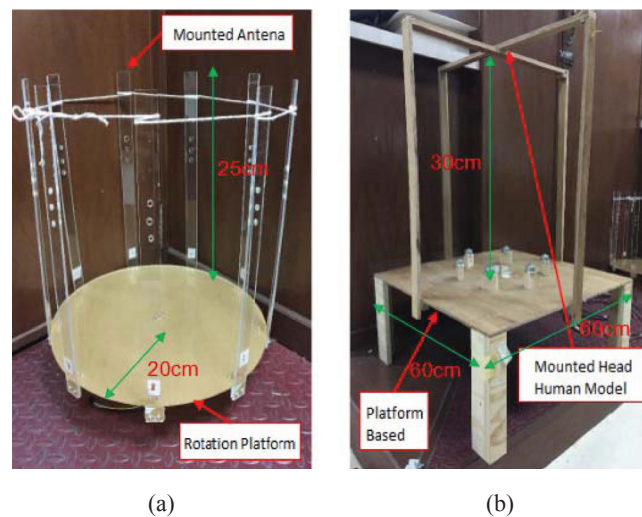 Mounted Antena
25cm
20cm
Rotation Platform
(a)
30cm
60cm
60cm
Mounted Head
Human Model
Platform
Based
(b)